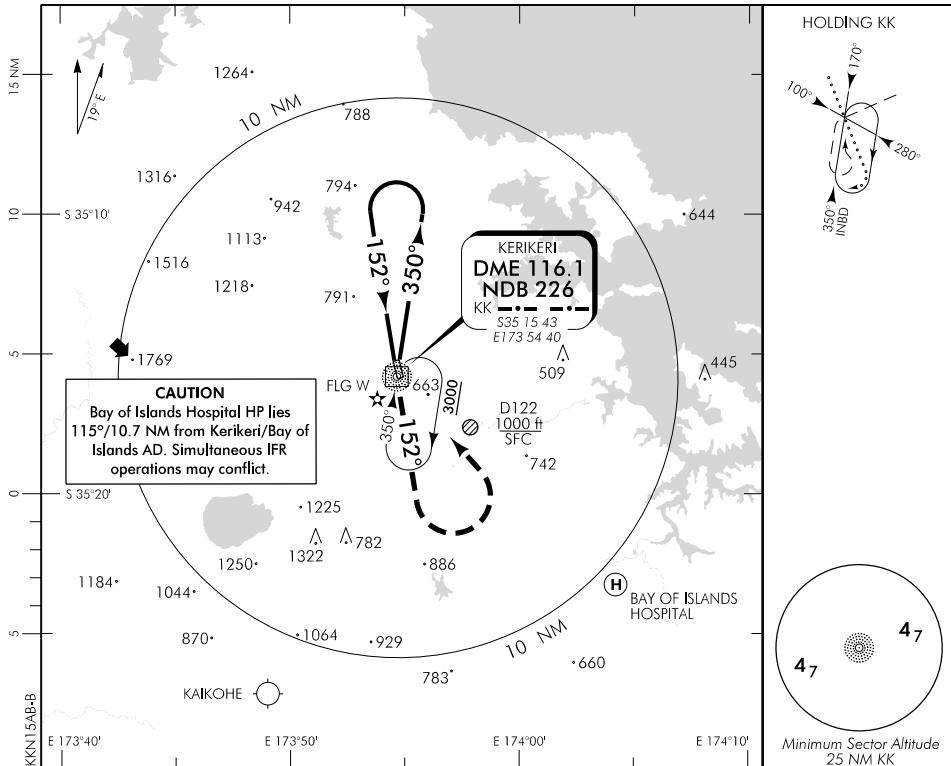 15 NM
19° E
1264
10 NM
788
HOLDING KK
170°
100°
280°
350°
INBD
1316
794
942
S 35°10'
644
1113
152°
350°
KERIKERI
DME 116.1
NDB 226
KK
S35 15 43
E173 54 40
1516
1218
791
5
1769
509
445
FLG W
663
3000
350°
152°
D122
1000 ft
SFC
742
CAUTION
Bay of Islands Hospital HP lies
115°/10.7 NM from Kerikeri/Bay of
Islands AD. Simultaneous IFR
operations may conflict.
10
0
S 35°20'
1225
1322
782
1250
886
1184
1044
H
BAY OF ISLANDS
HOSPITAL
5
870
1064
929
10 NM
783
660
KAIKOHE
KKN15AB-B
E 173°40'
E 173°50'
E 174°00'
E 174°10'
47
47
Minimum Sector Altitude
25 NM KK